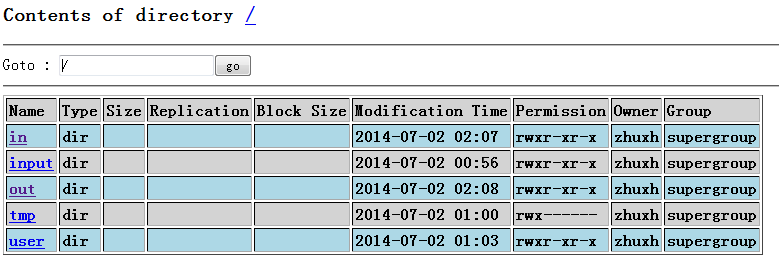 Contents of directory /
Goto : / go
Name Type Size Replication Block Size Modification Time Permission Owner Group
in dir 2014-07-02 02:07 rwxr-xr-x zhuxh supergroup
input dir 2014-07-02 00:56 rwxr-xr-x zhuxh supergroup
out dir 2014-07-02 02:08 rwxr-xr-x zhuxh supergroup
tmp dir 2014-07-02 01:00 rwx------ zhuxh supergroup
user dir 2014-07-02 01:03 rwxr-xr-x zhuxh supergroup